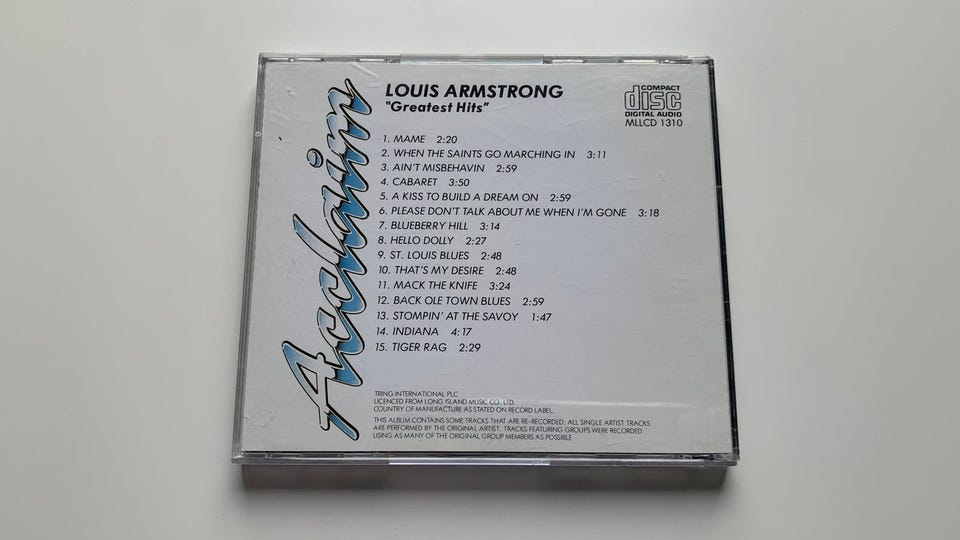 Acclaim
LOUIS ARMSTRONG
"Greatest Hits"
COMPACT
disc
DIGITAL AUDIO
MLLCD 1310
1. MAME 2:20
2. WHEN THE SAINTS GO MARCHING IN 3:11
3. AIN'T MISBEHAVIN 2:59
4. CABARET 3:50
5. A KISS TO BUILD A DREAM ON 2:59
6. PLEASE DON'T TALK ABOUT ME WHEN I'M GONE 3:18
7. BLUEBERRY HILL 3:14
8. HELLO DOLLY 2:27
9. ST. LOUIS BLUES 2:48
10. THAT'S MY DESIRE 2:48
11. MACK THE KNIFE 3:24
12. BACK OLE TOWN BLUES 2:59
13. STOMPIN' AT THE SAVOY 1:47
14. INDIANA 4:17
15. TIGER RAG 2:29
TRING INTERNATIONAL PLC
LICENCED FROM LONG ISLAND MUSIC CO. LTD.
COUNTRY OF MANUFACTURE AS STATED ON RECORD LABEL.
THIS ALBUM CONTAINS SOME TRACKS THAT ARE RE-RECORDED. ALL SINGLE ARTIST TRACKS
ARE PERFORMED BY THE ORIGINAL ARTIST. TRACKS FEATURING GROUPS WERE RECORDED
USING AS MANY OF THE ORIGINAL GROUP MEMBERS AS POSSIBLE